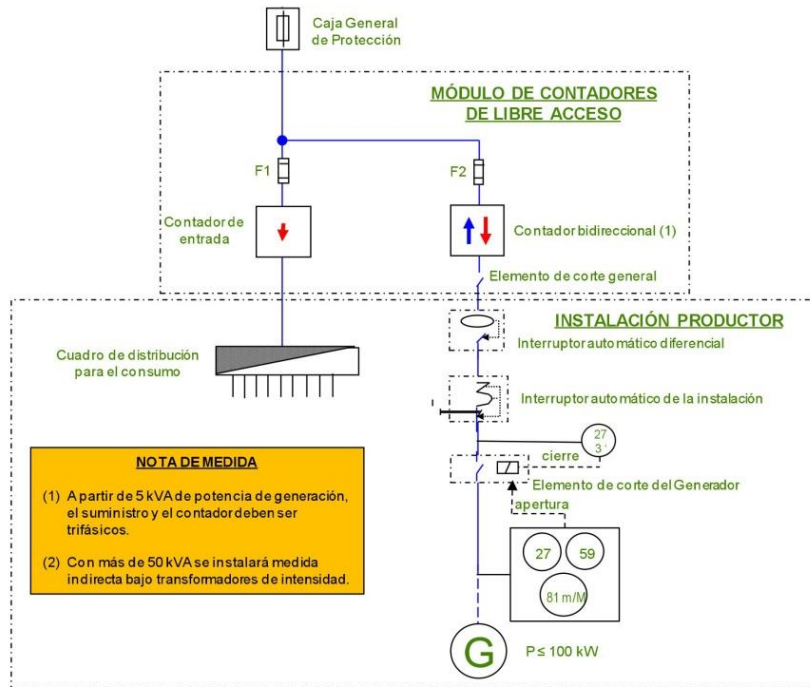 Caja General
de Protección
MÓDULO DE CONTADORES
DE LIBRE ACCESO
F1
F2
Contador de
entrada
Contador bidireccional (1)
Elemento de corte general
INSTALACIÓN PRODUCTOR
Interruptor automático diferencial
Cuadro de distribución
para el consumo
Interruptor automático de la instalación
27
3
cierre
Elemento de corte del Generador
apertura
NOTA DE MEDIDA
(1) A partir de 5 kVA de potencia de generación,
el suministro y el contador deben ser
trifásicos.
(2) Con más de 50 kVA se instalará medida
indirecta bajo transformadores de intensidad.
27
59
81 m/M
G
P ≤ 100 kW